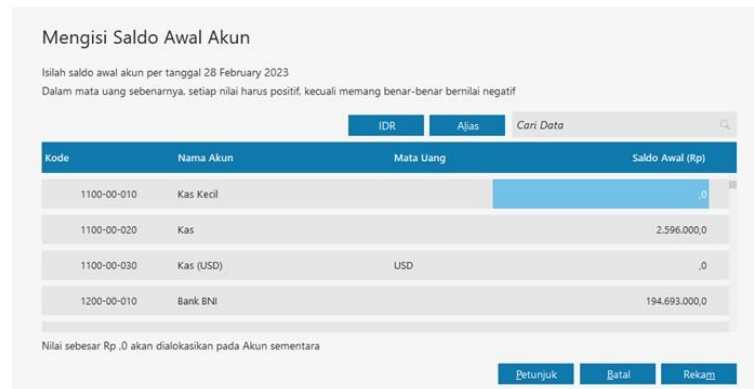 Mengisi Saldo Awal Akun
Isilah saldo awal akun per tanggal 28 February 2023
Dalam mata uang sebenarnya, setiap nilai harus positif, kecuali memang benar-benar bernilai negatif
IDR Alias Cari Data
Kode Nama Akun Mata Uang Saldo Awal (Rp)
1100-00-010 Kas Kecil ,0
1100-00-020 Kas 2.596.000,0
1100-00-030 Kas (USD) USD ,0
1200-00-010 Bank BNI 194.693.000,0
Nilai sebesar Rp ,0 akan dialokasikan pada Akun sementara
Petunjuk Batal Rekam